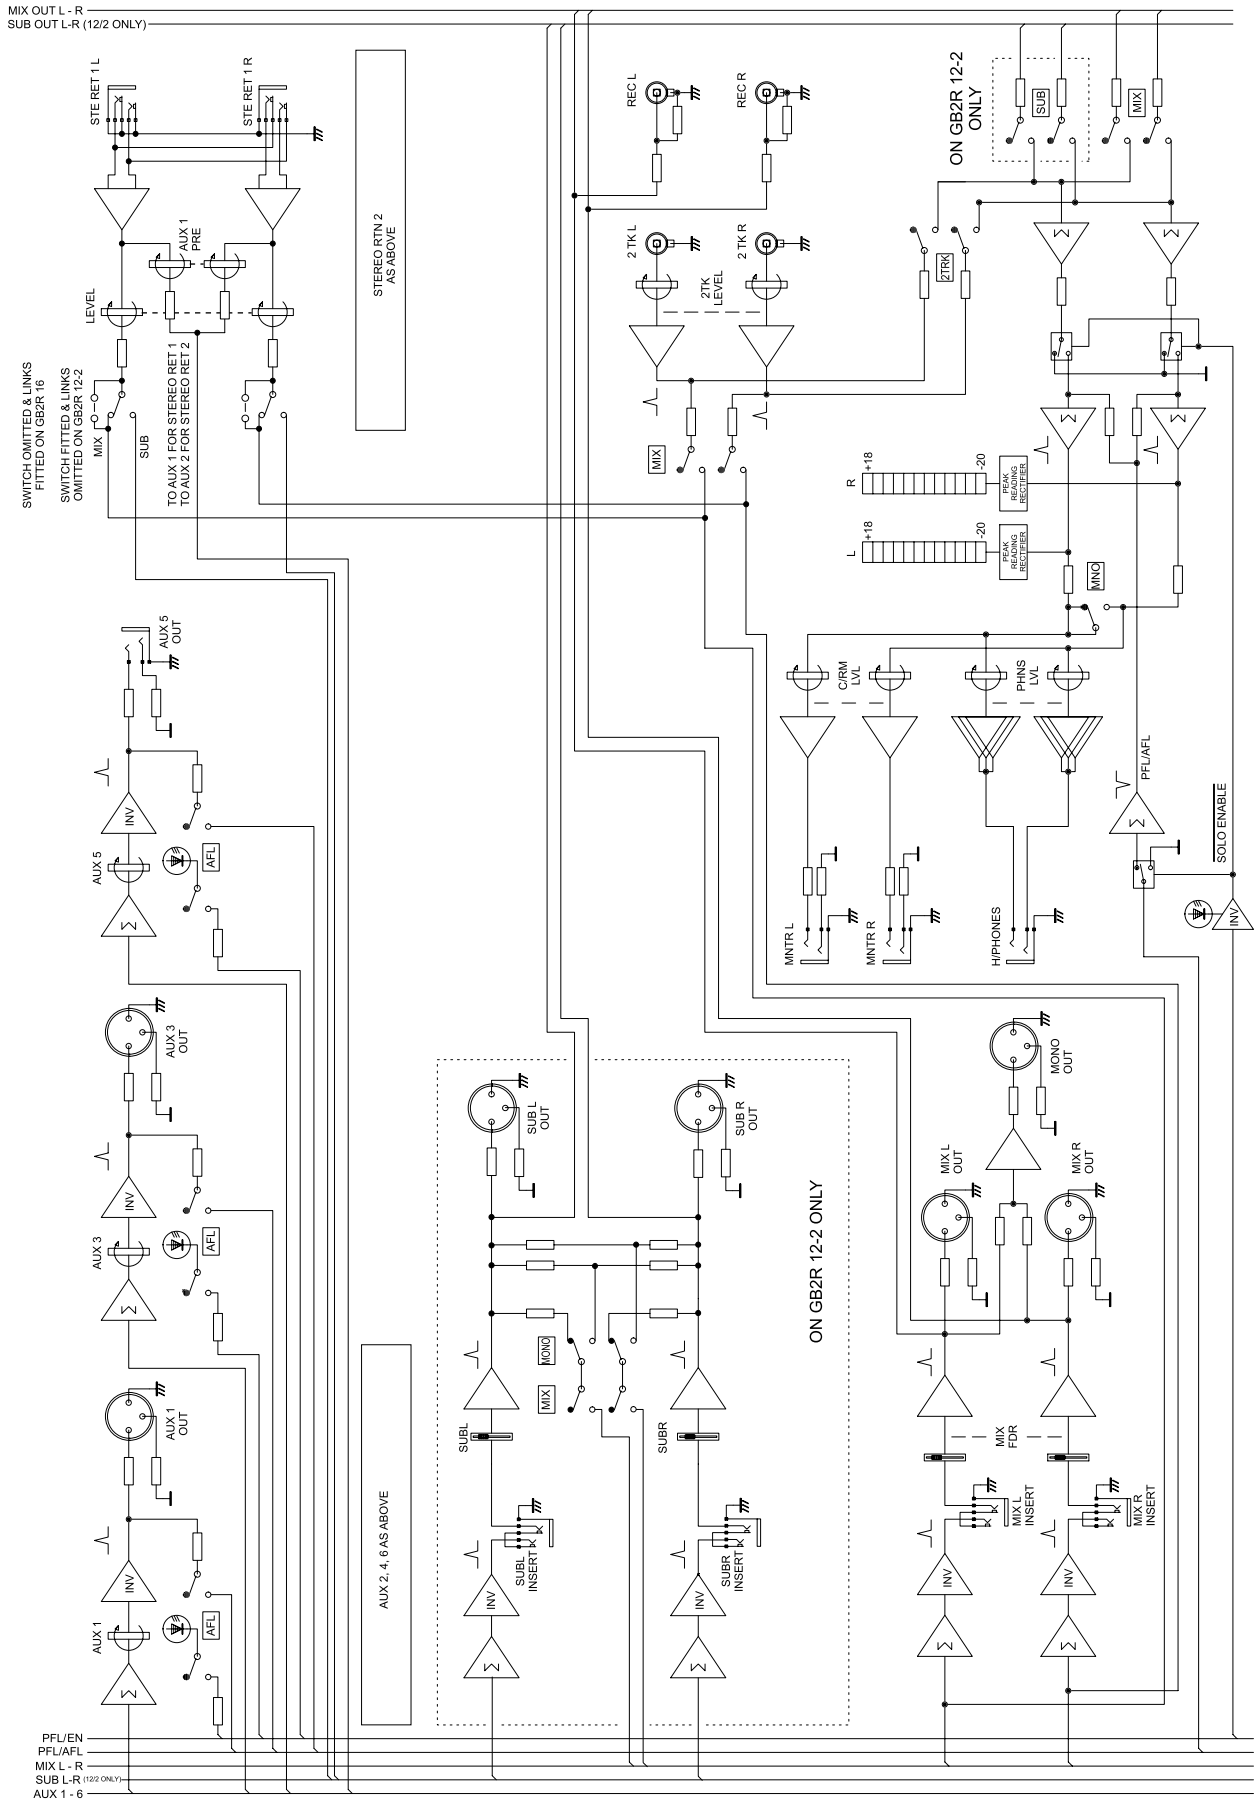 MIX OUT L - R
SUB OUT L-R (12/2 ONLY)
STE RET 1 L
STE RET 1 R
AUX 1
PRE
LEVEL
SWITCH OMITTED & LINKS
FITTED ON GB2R 16
SWITCH FITTED & LINKS
OMITTED ON GB2R 12-2
MIX
SUB
TO AUX 1 FOR STEREO RET 1
TO AUX 2 FOR STEREO RET 2
STEREO RTN 2
AS ABOVE
REC L
REC R
2 TK L
2 TK R
2TK
LEVEL
MIX
ON GB2R 12-2
ONLY
SUB
MIX
2TRK
Σ
Σ
Σ
Σ
R
+18
-20
PEAK
READING
RECTIFIER
L
+18
-20
PEAK
READING
RECTIFIER
MNO
C/RM
LVL
PHNS
LVL
PFL/AFL
Σ
SOLO ENABLE
INV
MNTR L
MNTR R
H/PHONES
AUX 5
OUT
INV
AUX 5
AFL
Σ
AUX 3
OUT
INV
AUX 3
AFL
Σ
AUX 1
OUT
INV
AUX 1
AFL
Σ
AUX 2, 4, 6 AS ABOVE
SUB L
OUT
SUB R
OUT
ON GB2R 12-2 ONLY
MONO
MIX
SUBL
SUBR
SUBL
INSERT
SUBR
INSERT
INV
INV
Σ
Σ
MONO
OUT
MIX L
OUT
MIX R
OUT
MIX
FDR
MIX L
INSERT
MIX R
INSERT
INV
INV
Σ
Σ
PFL/EN
PFL/AFL
MIX L - R
SUB L-R (12/2 ONLY)
AUX 1 - 6